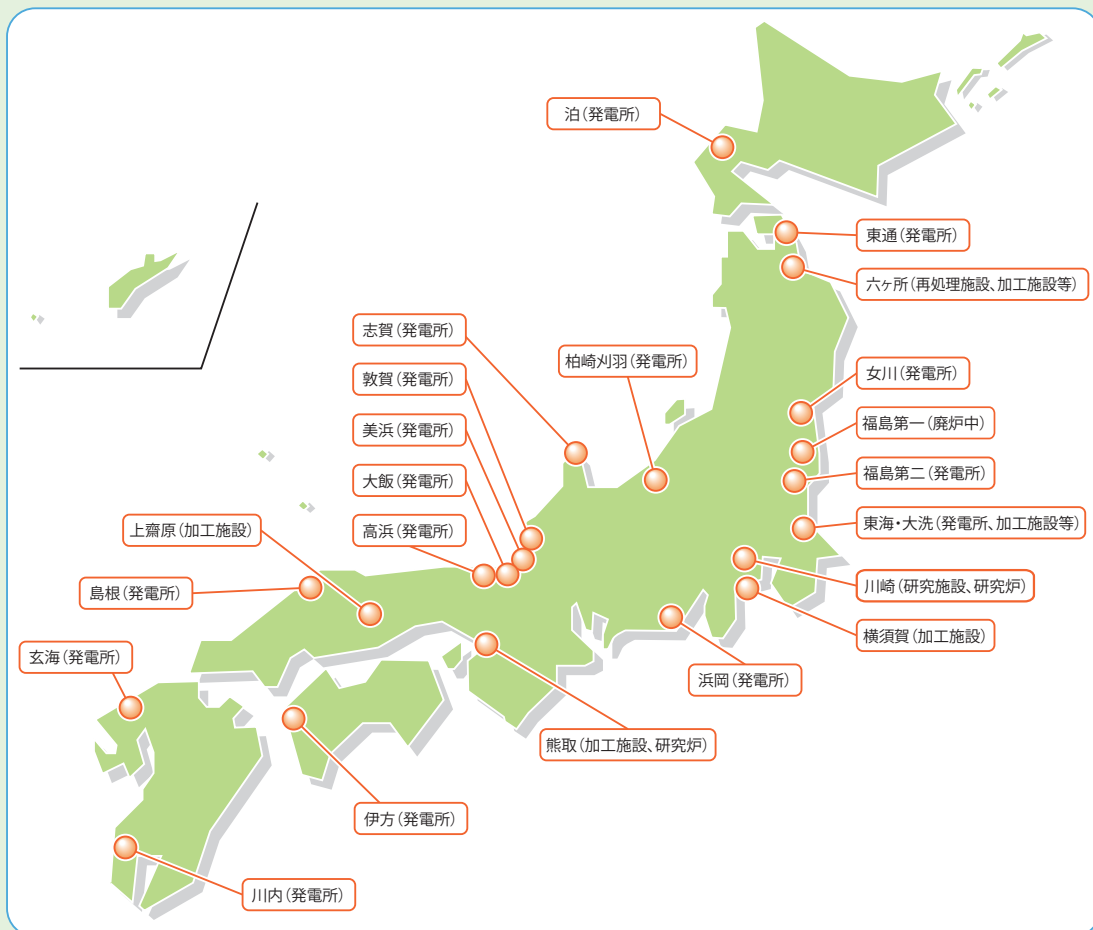 泊(発電所)
東通(発電所)
六ヶ所(再処理施設、加工施設等)
志賀(発電所)
柏崎刈羽(発電所)
敦賀(発電所)
女川(発電所)
美浜(発電所)
福島第一(廃炉中)
大飯(発電所)
福島第二(発電所)
高浜(発電所)
東海・大洗(発電所、加工施設等)
上齋原(加工施設)
島根(発電所)
川崎(研究施設、研究炉)
横須賀(加工施設)
玄海(発電所)
浜岡(発電所)
熊取(加工施設、研究炉)
伊方(発電所)
川内(発電所)